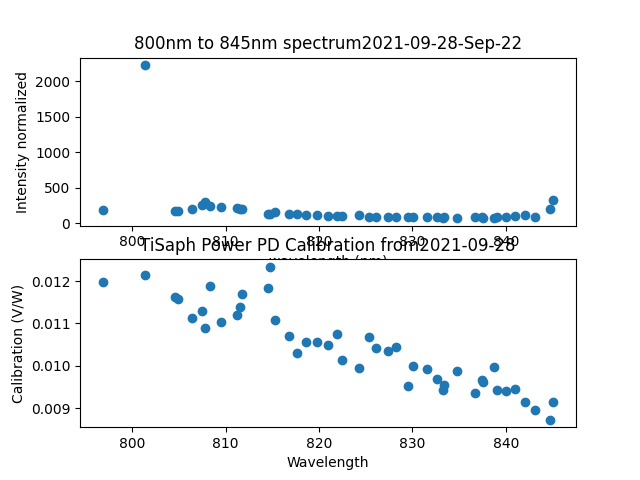 800nm to 845nm spectrum2021-09-28-Sep-22
Intensity normalized
2000
1500
1000
500
0
800 810 820 830 840
wavelength (nm)
TiSaph Power PD Calibration from2021-09-28
Calibration (V/W)
0.012
0.011
0.010
0.009
800 810 820 830 840
Wavelength